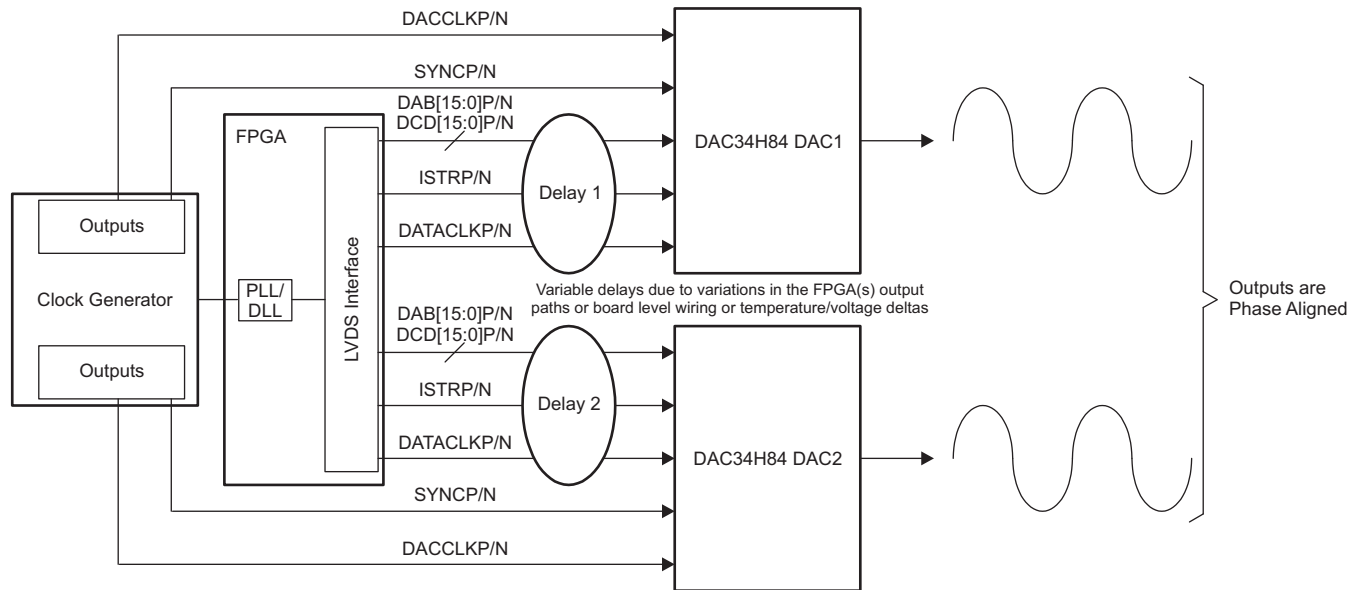 DACCLKP/N
SYNCP/N
DAB[15:0]P/N
DCD[15:0]P/N
FPGA
DAC34H84 DAC1
ISTRP/N
Delay 1
Outputs
DATACLKP/N
LVDS Interface
Clock Generator
PLL/
DLL
Variable delays due to variations in the FPGA(s) output
paths or board level wiring or temperature/voltage deltas
Outputs are
Phase Aligned
DAB[15:0]P/N
DCD[15:0]P/N
Outputs
ISTRP/N
Delay 2
DATACLKP/N
DAC34H84 DAC2
SYNCP/N
DACCLKP/N